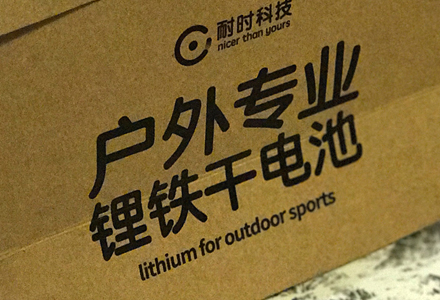 耐时科技
nicer than yours
户外专业
锂铁干电池
lithium for outdoor sports